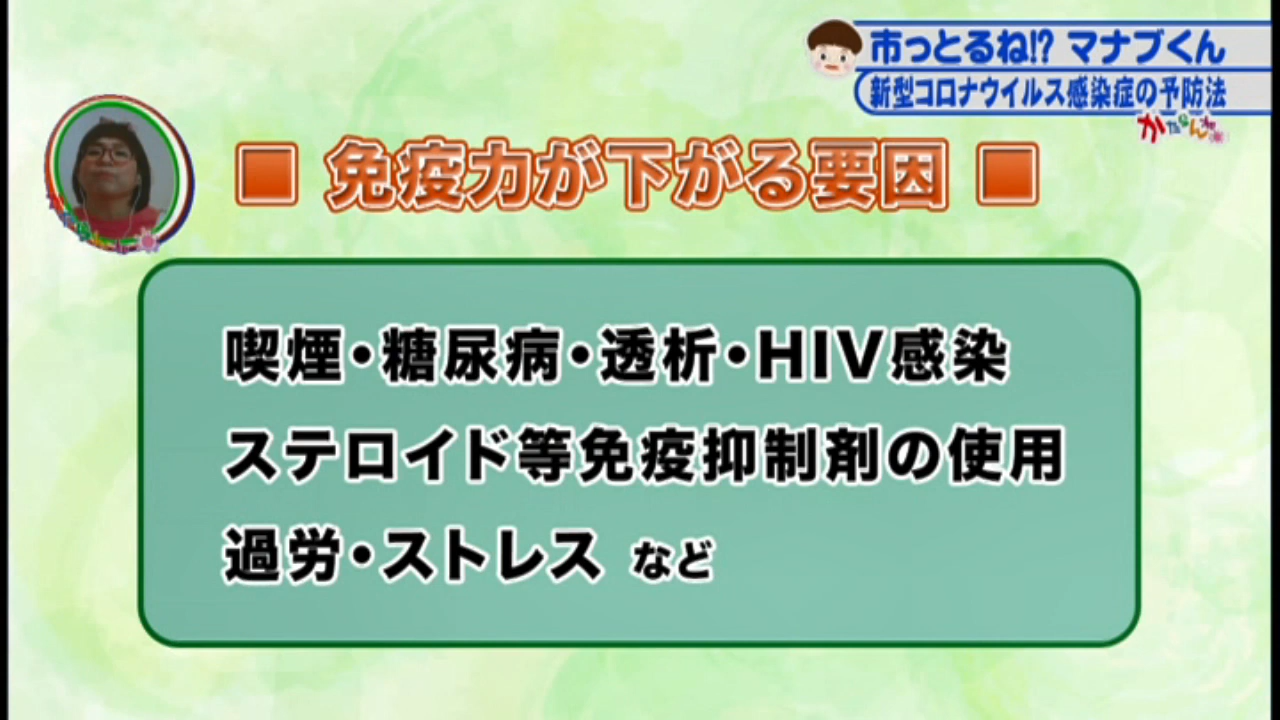 市っとるね!? マナブくん
新型コロナウイルス感染症の予防法
■ 免疫力が下がる要因 ■
喫煙・糖尿病・透析・HIV感染
ステロイド等免疫抑制剤の使用
過労・ストレス など